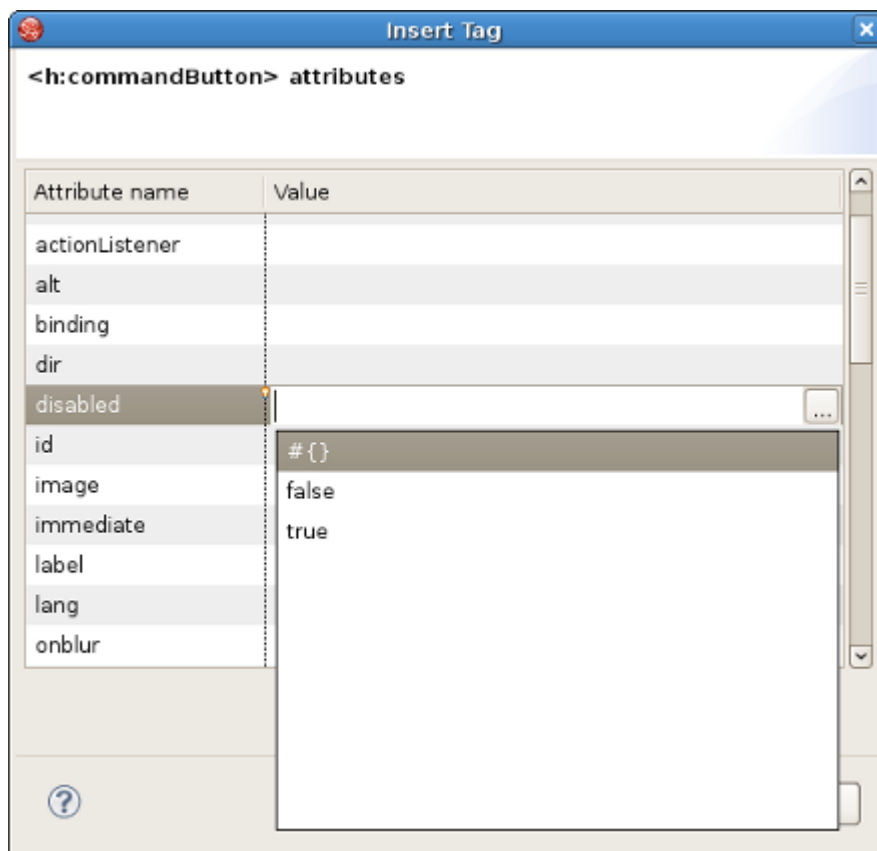 Insert Tag
<h:commandButton> attributes
Attribute name Value
actionListener
alt
binding
dir
disabled ...
id
#{}
image
false
immediate
true
label
lang
onblur
?